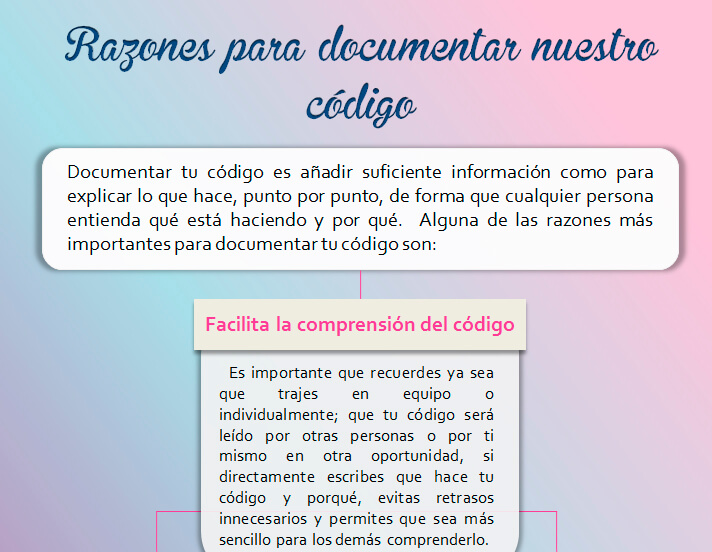 Razones para documentar nuestro
código
Documentar tu código es añadir suficiente información como para
explicar lo que hace, punto por punto, de forma que cualquier persona
entienda qué está haciendo y por qué. Alguna de las razones más
importantes para documentar tu código son:
Facilita la comprensión del código
Es importante que recuerdes ya sea
que trajes en equipo o
individualmente; que tu código será
leído por otras personas o por ti
mismo en otra oportunidad, si
directamente escribes que hace tu
código y porqué, evitas retrasos
innecesarios y permites que sea más
sencillo para los demás comprenderlo.